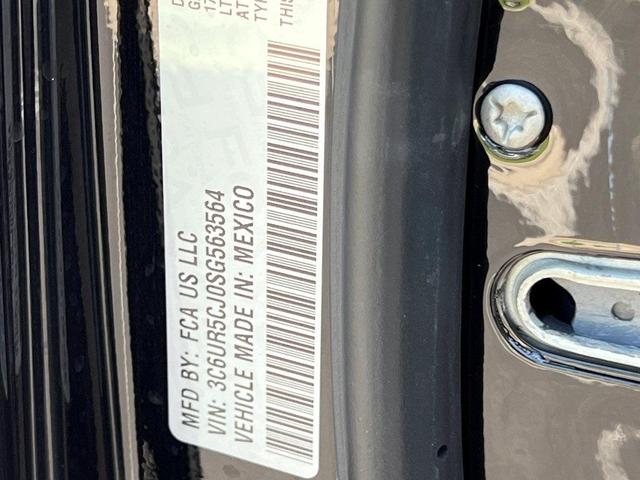 MFD BY: FCA US LLC
VIN: 3C6UR5CJ0SG563564
VEHICLE MADE IN: MEXICO